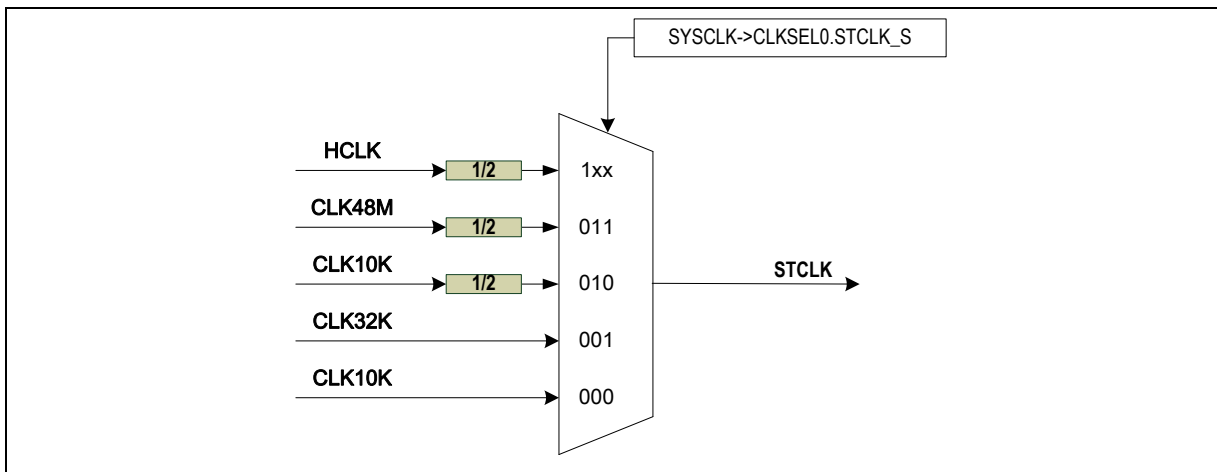 SYSCLK->CLKSEL0.STCLK_S
HCLK
1/2
1xx
CLK48M
1/2
011
CLK10K
1/2
010
STCLK
CLK32K
001
CLK10K
000